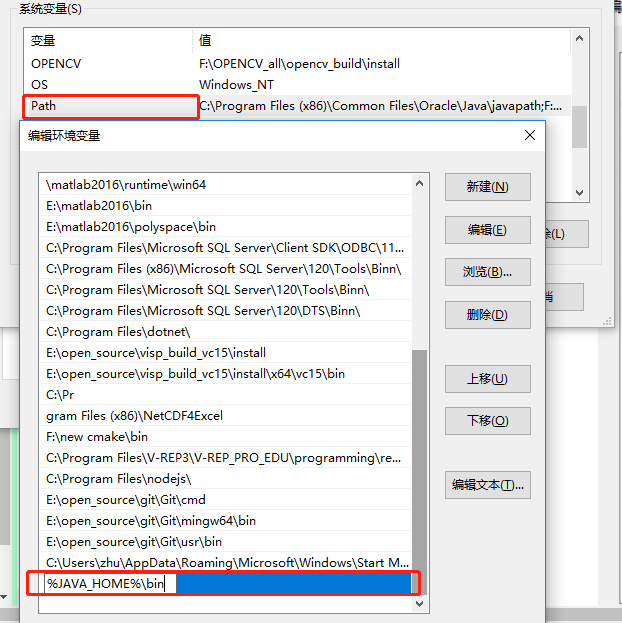 系统变量(S)
变量 值
OPENCV F:\OPENCV_all\opencv_build\install
OS Windows_NT
Path C:\Program Files (x86)\Common Files\Oracle\Java\javapath;F:...
编辑环境变量
\matlab2016\runtime\win64
E:\matlab2016\bin
E:\matlab2016\polyspace\bin
C:\Program Files\Microsoft SQL Server\Client SDK\ODBC\11...
C:\Program Files (x86)\Microsoft SQL Server\120\Tools\Binn\
C:\Program Files\Microsoft SQL Server\120\Tools\Binn\
C:\Program Files\Microsoft SQL Server\120\DTS\Binn\
C:\Program Files\dotnet\
E:\open_source\visp_build_vc15\install
E:\open_source\visp_build_vc15\install\x64\vc15\bin
C:\Pr
gram Files (x86)\NetCDF4Excel
F:\new cmake\bin
C:\Program Files\V-REP3\V-REP_PRO_EDU\programming\re...
C:\Program Files\nodejs\
E:\open_source\git\Git\cmd
E:\open_source\git\Git\mingw64\bin
E:\open_source\git\Git\usr\bin
C:\Users\zhu\AppData\Roaming\Microsoft\Windows\Start M...
%JAVA_HOME%\bin
新建(N)
编辑(E)
浏览(B)...
删除(D)
上移(U)
下移(O)
编辑文本(T)...
(L)